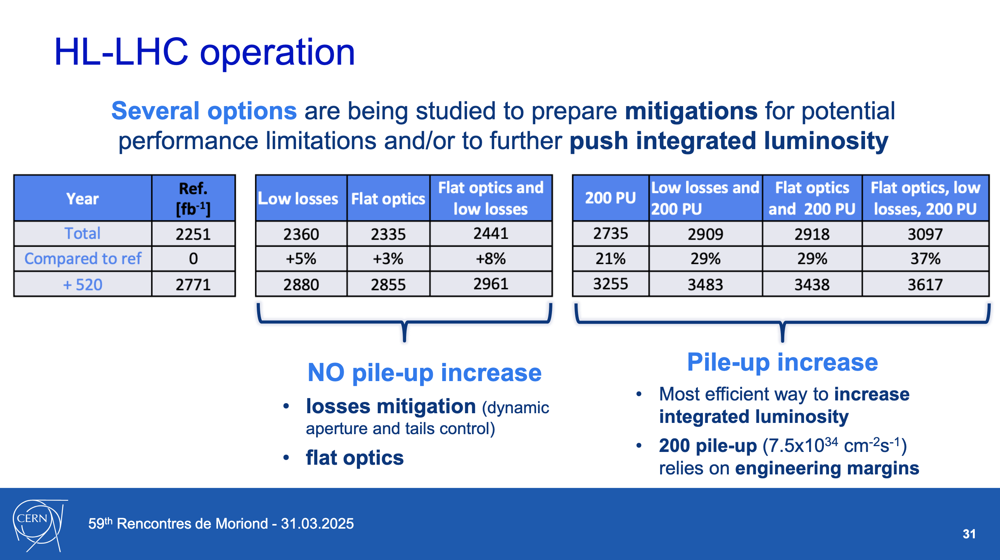 HL-LHC operation
Several options are being studied to prepare mitigations for potential
performance limitations and/or to further push integrated luminosity
Year Ref. [fb⁻¹]
Total 2251
Compared to ref 0
+ 520 2771
Low losses Flat optics Flat optics and low losses
2360 2335 2441
+5% +3% +8%
2880 2855 2961
200 PU Low losses and 200 PU Flat optics and 200 PU Flat optics, low losses, 200 PU
2735 2909 2918 3097
21% 29% 29% 37%
3255 3483 3438 3617
NO pile-up increase
• losses mitigation (dynamic
aperture and tails control)
• flat optics
Pile-up increase
• Most efficient way to increase
integrated luminosity
• 200 pile-up (7.5x10³⁴ cm⁻²s⁻¹)
relies on engineering margins
CERN
59th Rencontres de Moriond - 31.03.2025
31